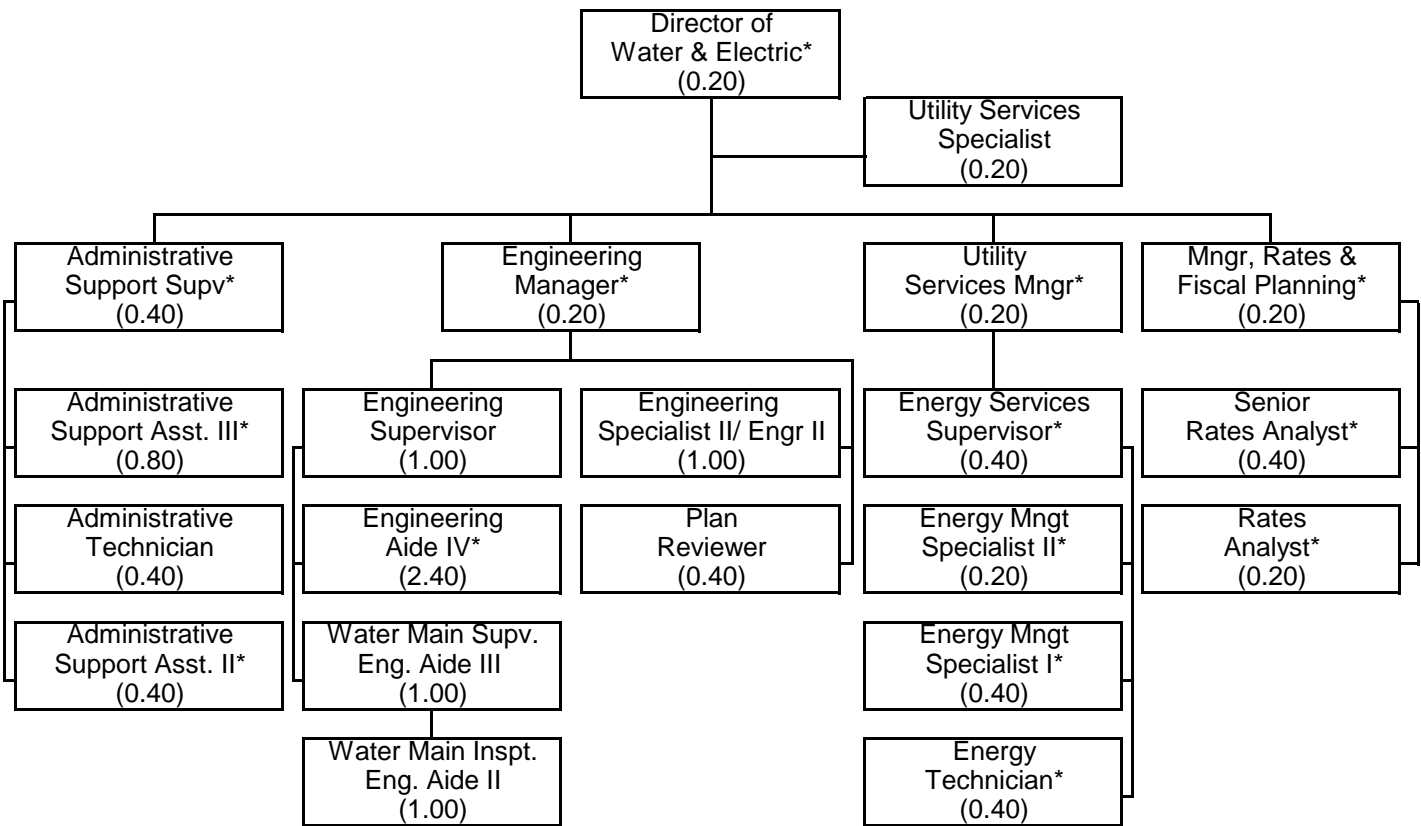 Director of
Water & Electric*
(0.20)
Utility Services
Specialist
(0.20)
Administrative
Support Supv*
(0.40)
Engineering
Manager*
(0.20)
Utility
Services Mngr*
(0.20)
Mngr, Rates &
Fiscal Planning*
(0.20)
Administrative
Support Asst. III*
(0.80)
Engineering
Supervisor
(1.00)
Engineering
Specialist II/ Engr II
(1.00)
Energy Services
Supervisor*
(0.40)
Senior
Rates Analyst*
(0.40)
Administrative
Technician
(0.40)
Engineering
Aide IV*
(2.40)
Plan
Reviewer
(0.40)
Energy Mngt
Specialist II*
(0.20)
Rates
Analyst*
(0.20)
Administrative
Support Asst. II*
(0.40)
Water Main Supv.
Eng. Aide III
(1.00)
Energy Mngt
Specialist I*
(0.40)
Water Main Inspt.
Eng. Aide II
(1.00)
Energy
Technician*
(0.40)